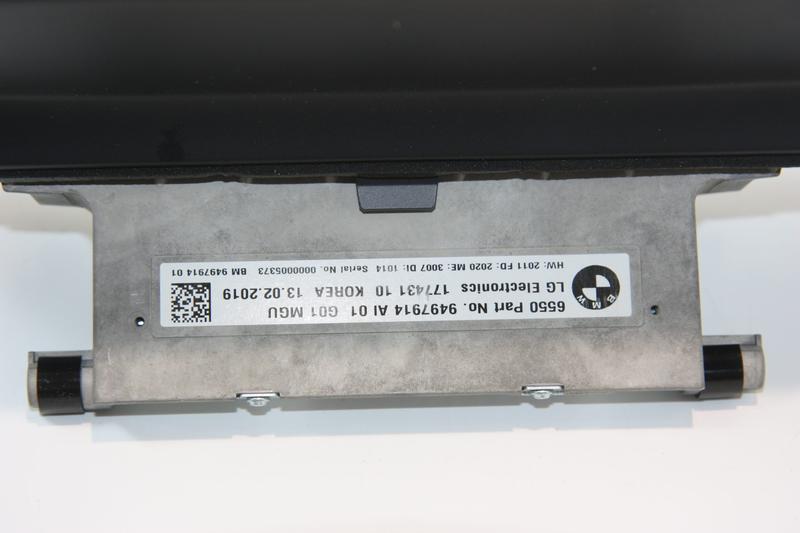 6550 Part No. 9497914 AI 01 G01 MGU
LG Electronics 177431 10 KOREA 13.02.2019
HW: 2011 FD: 2020 ME: 3007 DI: 1014 Serial No. 0000005373 BM 9497914 01
BMW